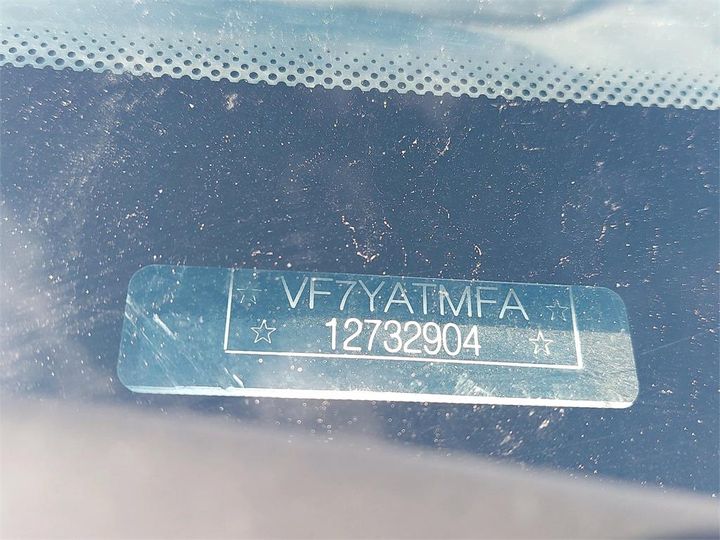 ☆ VF7YATMFA ☆
☆ 12732904 ☆